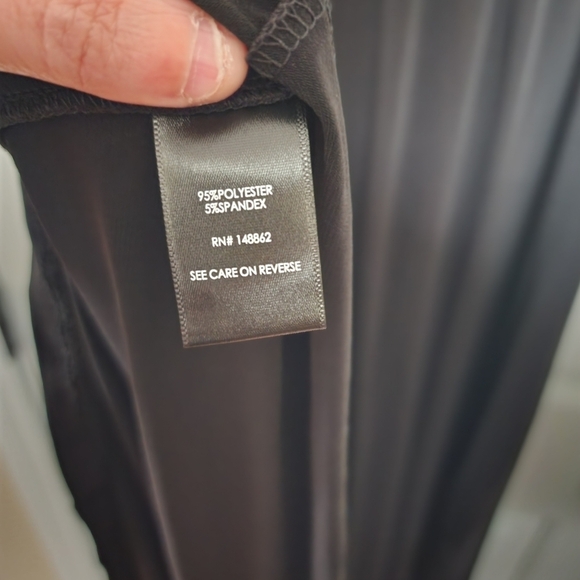 95%POLYESTER
5%SPANDEX
RN# 148862
SEE CARE ON REVERSE